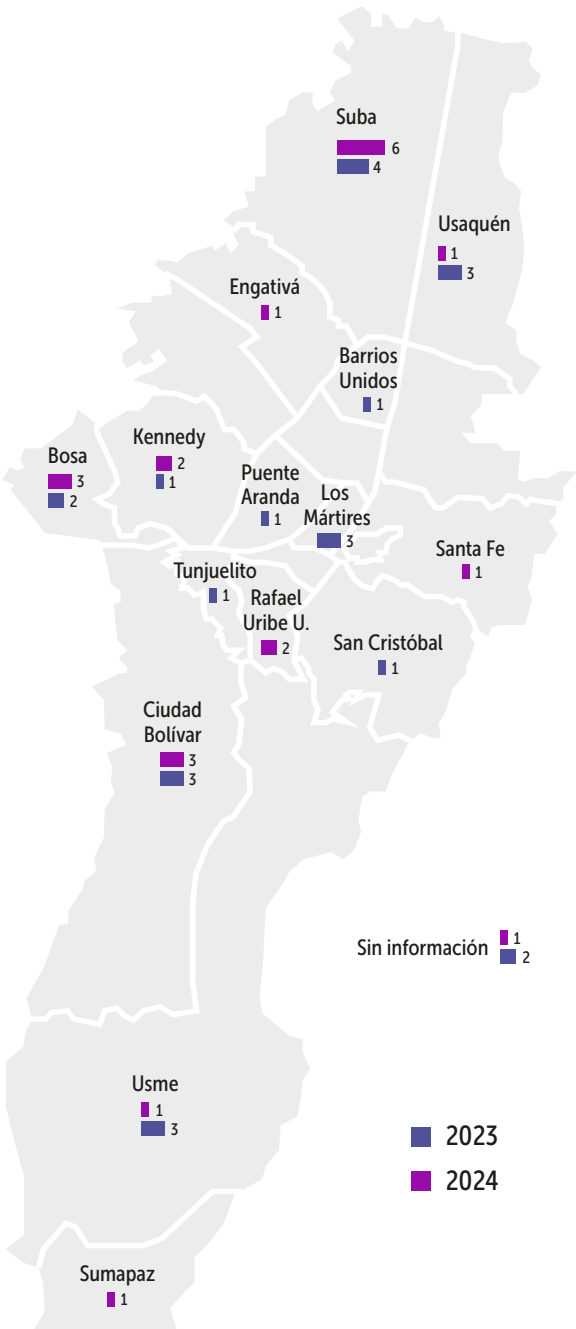 Suba
6
4
Usaquén
1
3
Engativá
1
Barrios
Unidos
1
Kennedy
2
1
Bosa
3
2
Puente
Aranda
1
Los
Mártires
3
Santa Fe
1
Tunjuelito
1
Rafael
Uribe U.
2
San Cristóbal
1
Ciudad
Bolívar
3
3
Sin información
1
2
Usme
1
3
2023
2024
Sumapaz
1